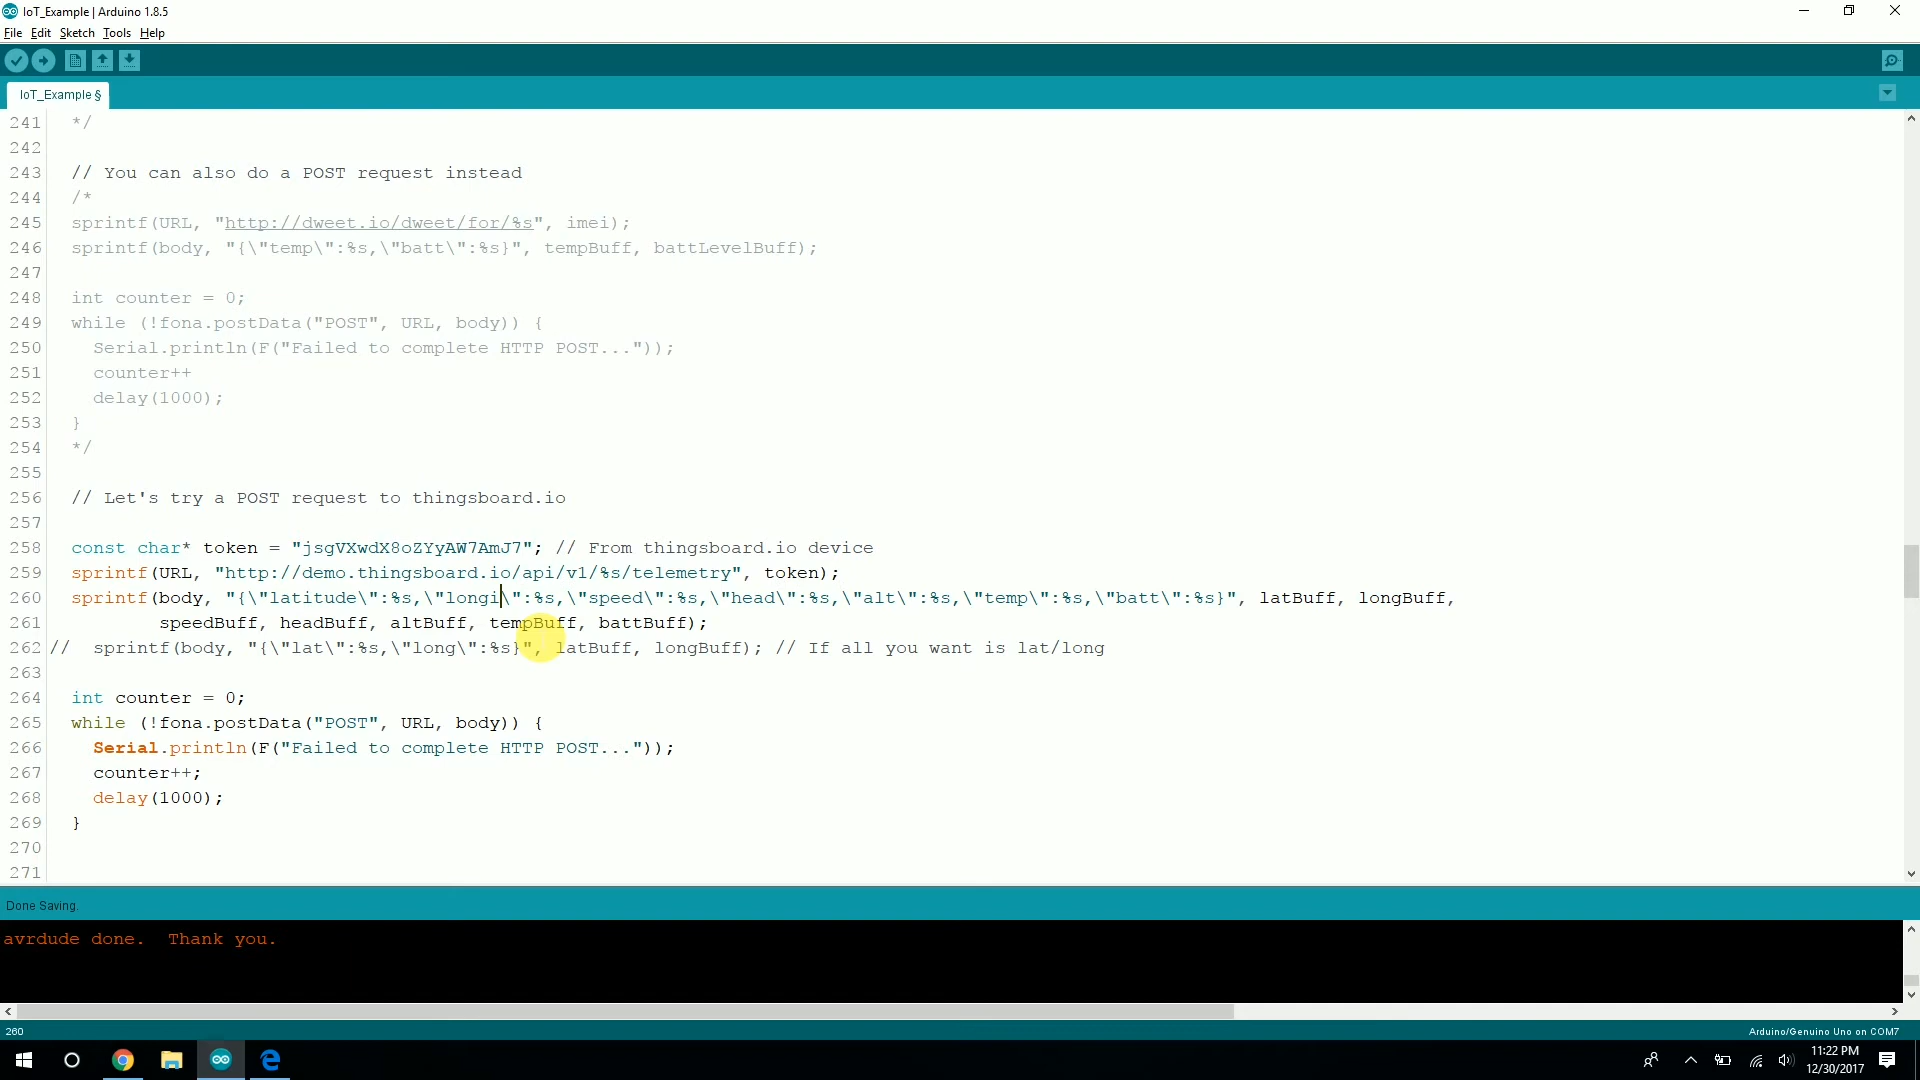 IoT_Example | Arduino 1.8.5
File Edit Sketch Tools Help
IoT_Example §
241 */
242
243 // You can also do a POST request instead
244 /*
245 sprintf(URL, "http://dweet.io/dweet/for/%s", imei);
246 sprintf(body, "{\"temp\":%s,\"batt\":%s}", tempBuff, battLevelBuff);
247
248 int counter = 0;
249 while (!fona.postData("POST", URL, body)) {
250 Serial.println(F("Failed to complete HTTP POST..."));
251 counter++
252 delay(1000);
253 }
254 */
255
256 // Let's try a POST request to thingsboard.io
257
258 const char* token = "jsgVXwdX8oZYyAW7AmJ7"; // From thingsboard.io device
259 sprintf(URL, "http://demo.thingsboard.io/api/v1/%s/telemetry", token);
260 sprintf(body, "{\"latitude\":%s,\"longi\":%s,\"speed\":%s,\"head\":%s,\"alt\":%s,\"temp\":%s,\"batt\":%s}", latBuff, longBuff,
261 speedBuff, headBuff, altBuff, tempBuff, battBuff);
262 // sprintf(body, "{\"lat\":%s,\"long\":%s}", latBuff, longBuff); // If all you want is lat/long
263
264 int counter = 0;
265 while (!fona.postData("POST", URL, body)) {
266 Serial.println(F("Failed to complete HTTP POST..."));
267 counter++;
268 delay(1000);
269 }
270
271
Done Saving.
avrdude done. Thank you.
260
Arduino/Genuino Uno on COM7
11:22 PM
12/30/2017